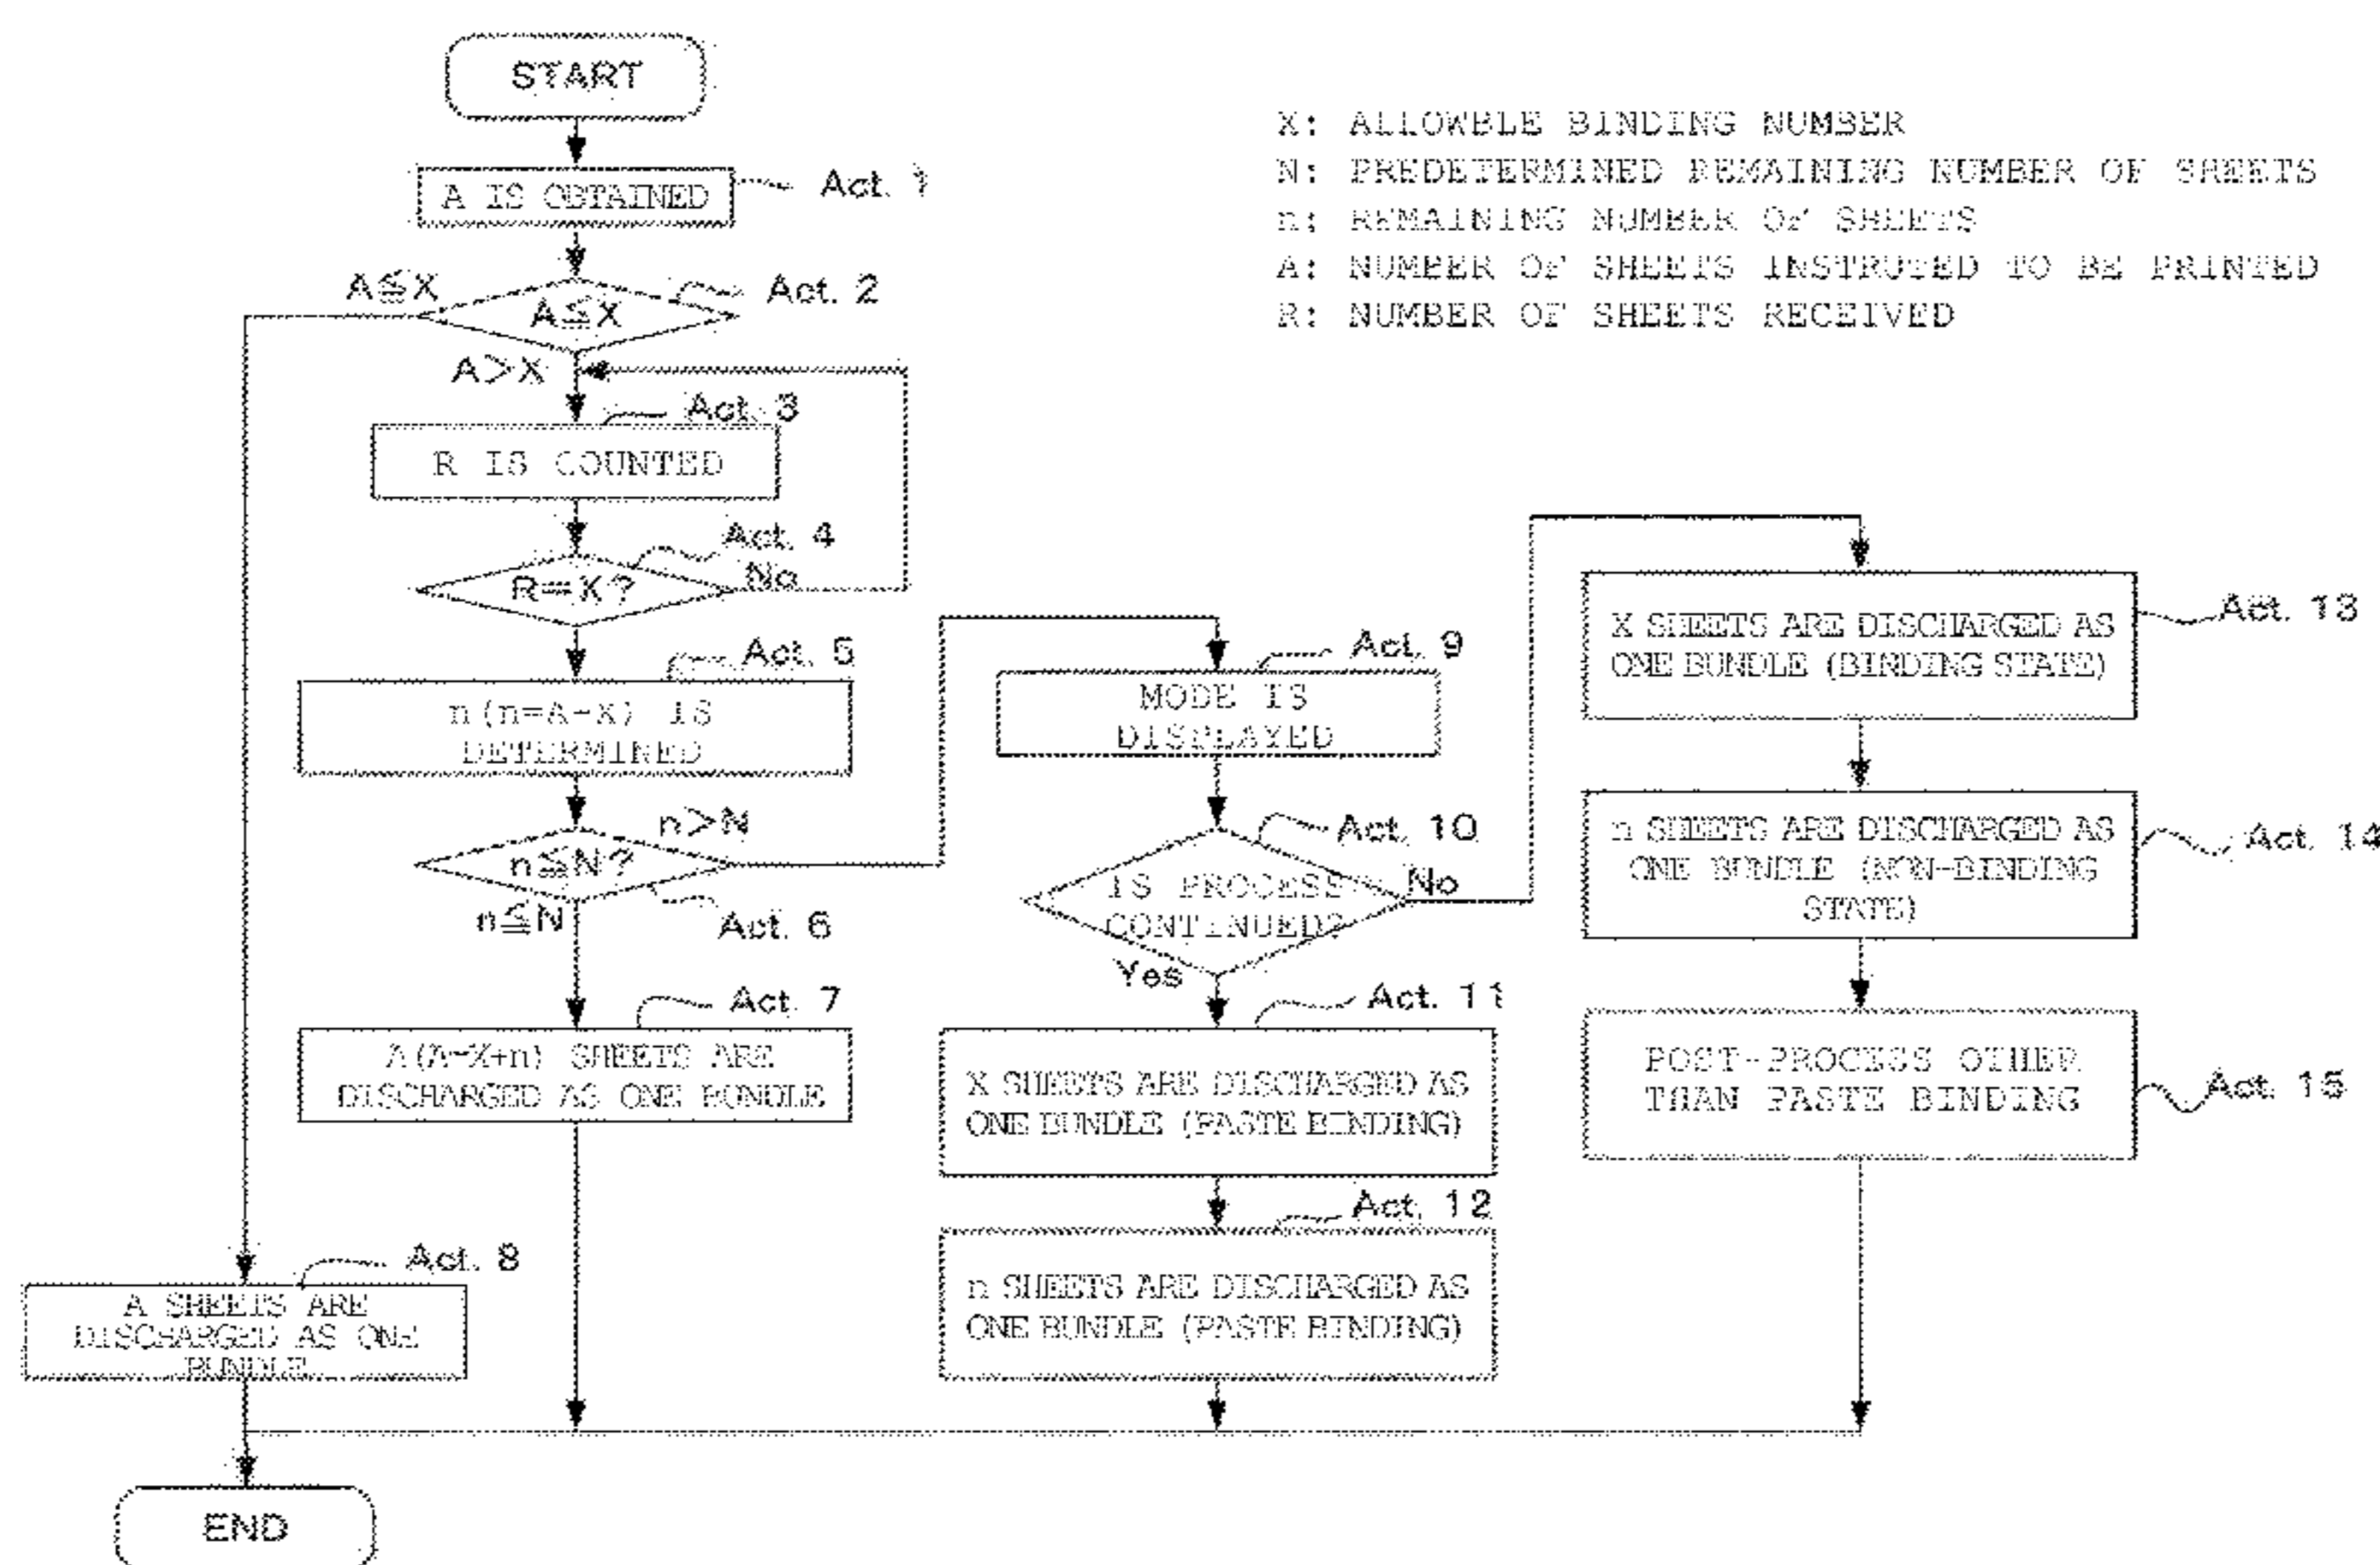 START
A IS OBTAINED
Act. 1
A≦X
A≦X
Act. 2
A>X
Act. 3
R IS COUNTED
Act. 4
R=X?
No
Act. 5
n(n=A-X) IS
DETERMINED
n>N
n≦N?
n≦N
Act. 6
Act. 7
A(A=X+n) SHEETS ARE
DISCHARGED AS ONE BUNDLE
Act. 8
A SHEETS ARE
DISCHARGED AS ONE
BUNDLE
END
X: ALLOWBLE BINDING NUMBER
N: PREDETERMINED REMAINING NUMBER OF SHEETS
n: REMAINING NUMBER OF SHEETS
A: NUMBER OF SHEETS INSTRUTED TO BE PRINTED
R: NUMBER OF SHEETS RECEIVED
Act. 9
MODE IS
DISPLAYED
Act. 10
IS PROCESS
CONTINUED?
No
Yes
Act. 11
X SHEETS ARE DISCHARGED AS
ONE BUNDLE (PASTE BINDING)
Act. 12
n SHEETS ARE DISCHARGED AS
ONE BUNDLE (PASTE BINDING)
X SHEETS ARE DISCHARGED AS
ONE BUNDLE (BINDING STATE)
Act. 13
n SHEETS ARE DISCHARGED AS
ONE BUNDLE (NON-BINDING
STATE)
Act. 14
POST-PROCESS OTHER
THAN PASTE BINDING
Act. 15